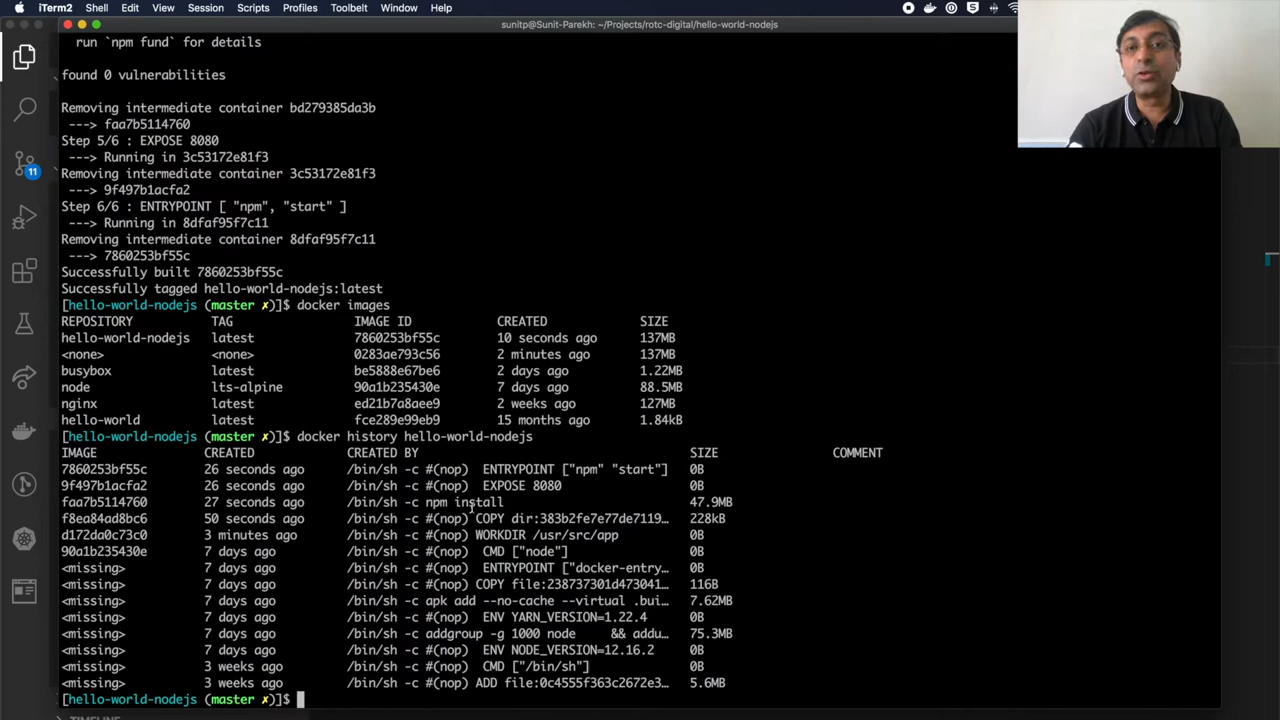 iTerm2 Shell Edit View Session Scripts Profiles Toolbelt Window Help
sunitp@Sunit-Parekh: ~/Projects/rotc-digital/hello-world-nodejs
run `npm fund` for details
found 0 vulnerabilities
Removing intermediate container bd279385da3b
---> faa7b5114760
Step 5/6 : EXPOSE 8080
---> Running in 3c53172e81f3
Removing intermediate container 3c53172e81f3
---> 9f497b1acfa2
Step 6/6 : ENTRYPOINT [ "npm", "start" ]
---> Running in 8dfaf95f7c11
Removing intermediate container 8dfaf95f7c11
---> 7860253bf55c
Successfully built 7860253bf55c
Successfully tagged hello-world-nodejs:latest
[hello-world-nodejs (master ✗)]$ docker images
REPOSITORY TAG IMAGE ID CREATED SIZE
hello-world-nodejs latest 7860253bf55c 10 seconds ago 137MB
<none> <none> 0283ae793c56 2 minutes ago 137MB
busybox latest be5888e67be6 2 days ago 1.22MB
node lts-alpine 90a1b235430e 7 days ago 88.5MB
nginx latest ed21b7a8aee9 2 weeks ago 127MB
hello-world latest fce289e99eb9 15 months ago 1.84kB
[hello-world-nodejs (master ✗)]$ docker history hello-world-nodejs
IMAGE CREATED CREATED BY SIZE COMMENT
7860253bf55c 26 seconds ago /bin/sh -c #(nop) ENTRYPOINT ["npm" "start"] 0B
9f497b1acfa2 26 seconds ago /bin/sh -c #(nop) EXPOSE 8080 0B
faa7b5114760 27 seconds ago /bin/sh -c npm install 47.9MB
f8ea84ad8bc6 50 seconds ago /bin/sh -c #(nop) COPY dir:383b2fe7e77de7119… 228kB
d172da0c73c0 3 minutes ago /bin/sh -c #(nop) WORKDIR /usr/src/app 0B
90a1b235430e 7 days ago /bin/sh -c #(nop) CMD ["node"] 0B
<missing> 7 days ago /bin/sh -c #(nop) ENTRYPOINT ["docker-entry… 0B
<missing> 7 days ago /bin/sh -c #(nop) COPY file:238737301d473041… 116B
<missing> 7 days ago /bin/sh -c apk add --no-cache --virtual .bui… 7.62MB
<missing> 7 days ago /bin/sh -c #(nop) ENV YARN_VERSION=1.22.4 0B
<missing> 7 days ago /bin/sh -c addgroup -g 1000 node && addu… 75.3MB
<missing> 7 days ago /bin/sh -c #(nop) ENV NODE_VERSION=12.16.2 0B
<missing> 3 weeks ago /bin/sh -c #(nop) CMD ["/bin/sh"] 0B
<missing> 3 weeks ago /bin/sh -c #(nop) ADD file:0c4555f363c2672e3… 5.6MB
[hello-world-nodejs (master ✗)]$
11
TIMELINE